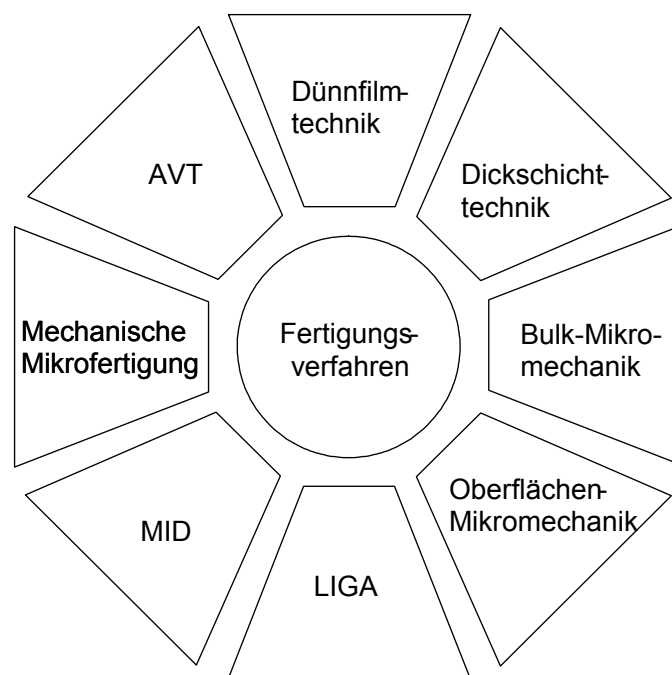 Dünnfilm-
technik
Dickschicht-
technik
Bulk-Mikro-
mechanik
Oberflächen-
Mikromechanik
LIGA
MID
Mechanische
Mikrofertigung
AVT
Fertigungs-
verfahren